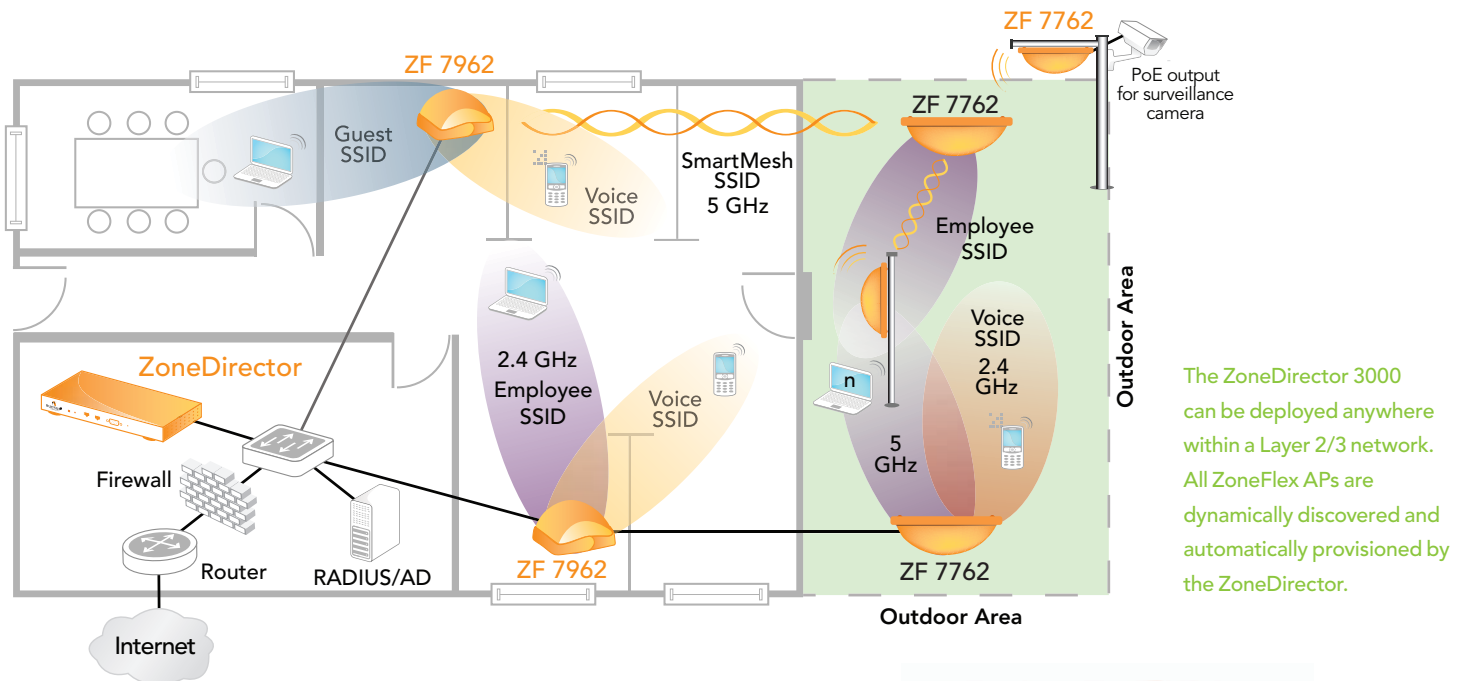 ZF 7762
ZF 7962
PoE output
for surveillance
camera
ZF 7762
Guest
SSID
SmartMesh
SSID
5 GHz
Voice
SSID
Employee
SSID
Outdoor Area
Voice
SSID
2.4
GHz
2.4 GHz
Employee
SSID
ZoneDirector
Voice
SSID
n
5
GHz
The ZoneDirector 3000
can be deployed anywhere
within a Layer 2/3 network.
All ZoneFlex APs are
dynamically discovered and
automatically provisioned by
the ZoneDirector.
Firewall
Router
RADIUS/AD
ZF 7962
ZF 7762
Outdoor Area
Internet